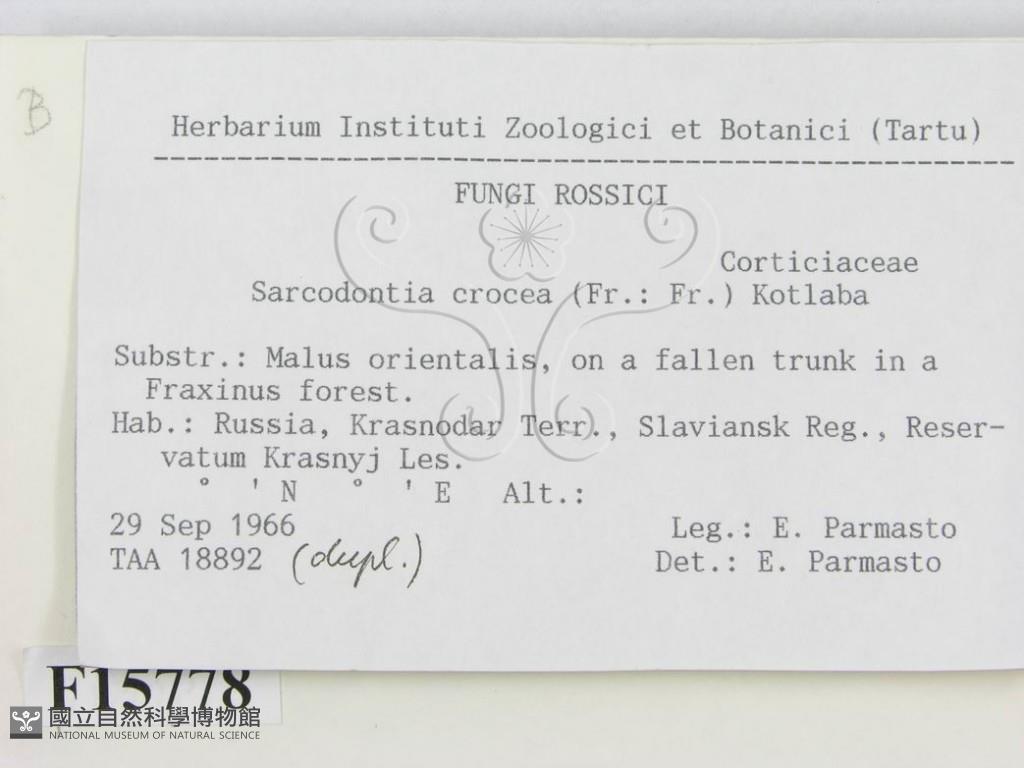 B
Herbarium Instituti Zoologici et Botanici (Tartu)
FUNGI ROSSICI
Corticiaceae
Sarcodontia crocea (Fr.: Fr.) Kotlaba
Substr.: Malus orientalis, on a fallen trunk in a
Fraxinus forest.
Hab.: Russia, Krasnodar Terr., Slaviansk Reg., Reser-
vatum Krasnyj Les.
° ' N ° ' E Alt.:
29 Sep 1966 Leg.: E. Parmasto
TAA 18892 (dupl.) Det.: E. Parmasto
F15778
國立自然科學博物館
NATIONAL MUSEUM OF NATURAL SCIENCE